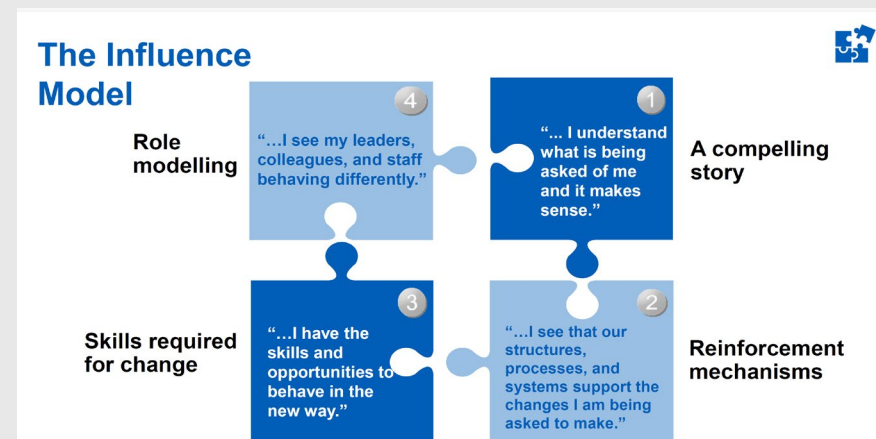 The Influence
Model
4
Role
modelling
“...I see my leaders,
colleagues, and staff
behaving differently.”
1
“... I understand
what is being
asked of me
and it makes
sense.”
A compelling
story
3
Skills required
for change
“...I have the
skills and
opportunities to
behave in the
new way.”
2
“...I see that our
structures,
processes, and
systems support the
changes I am being
asked to make.”
Reinforcement
mechanisms